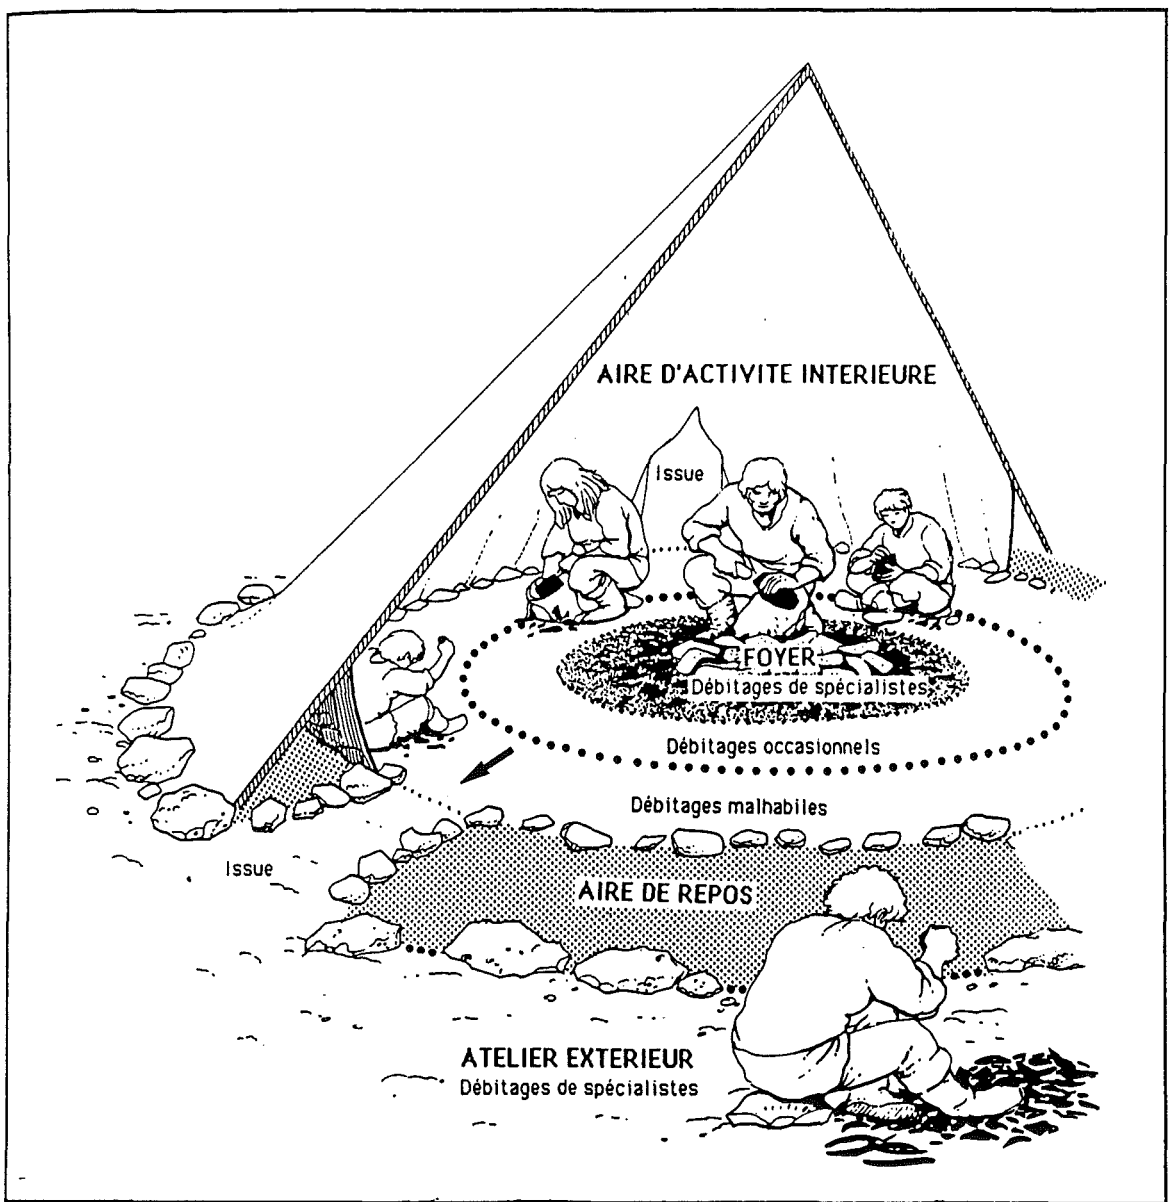 AIRE D'ACTIVITE INTERIEURE
Issue
FOYER
Débitages de spécialistes
Débitages occasionnels
Débitages malhabiles
Issue
AIRE DE REPOS
ATELIER EXTERIEUR
Débitages de spécialistes